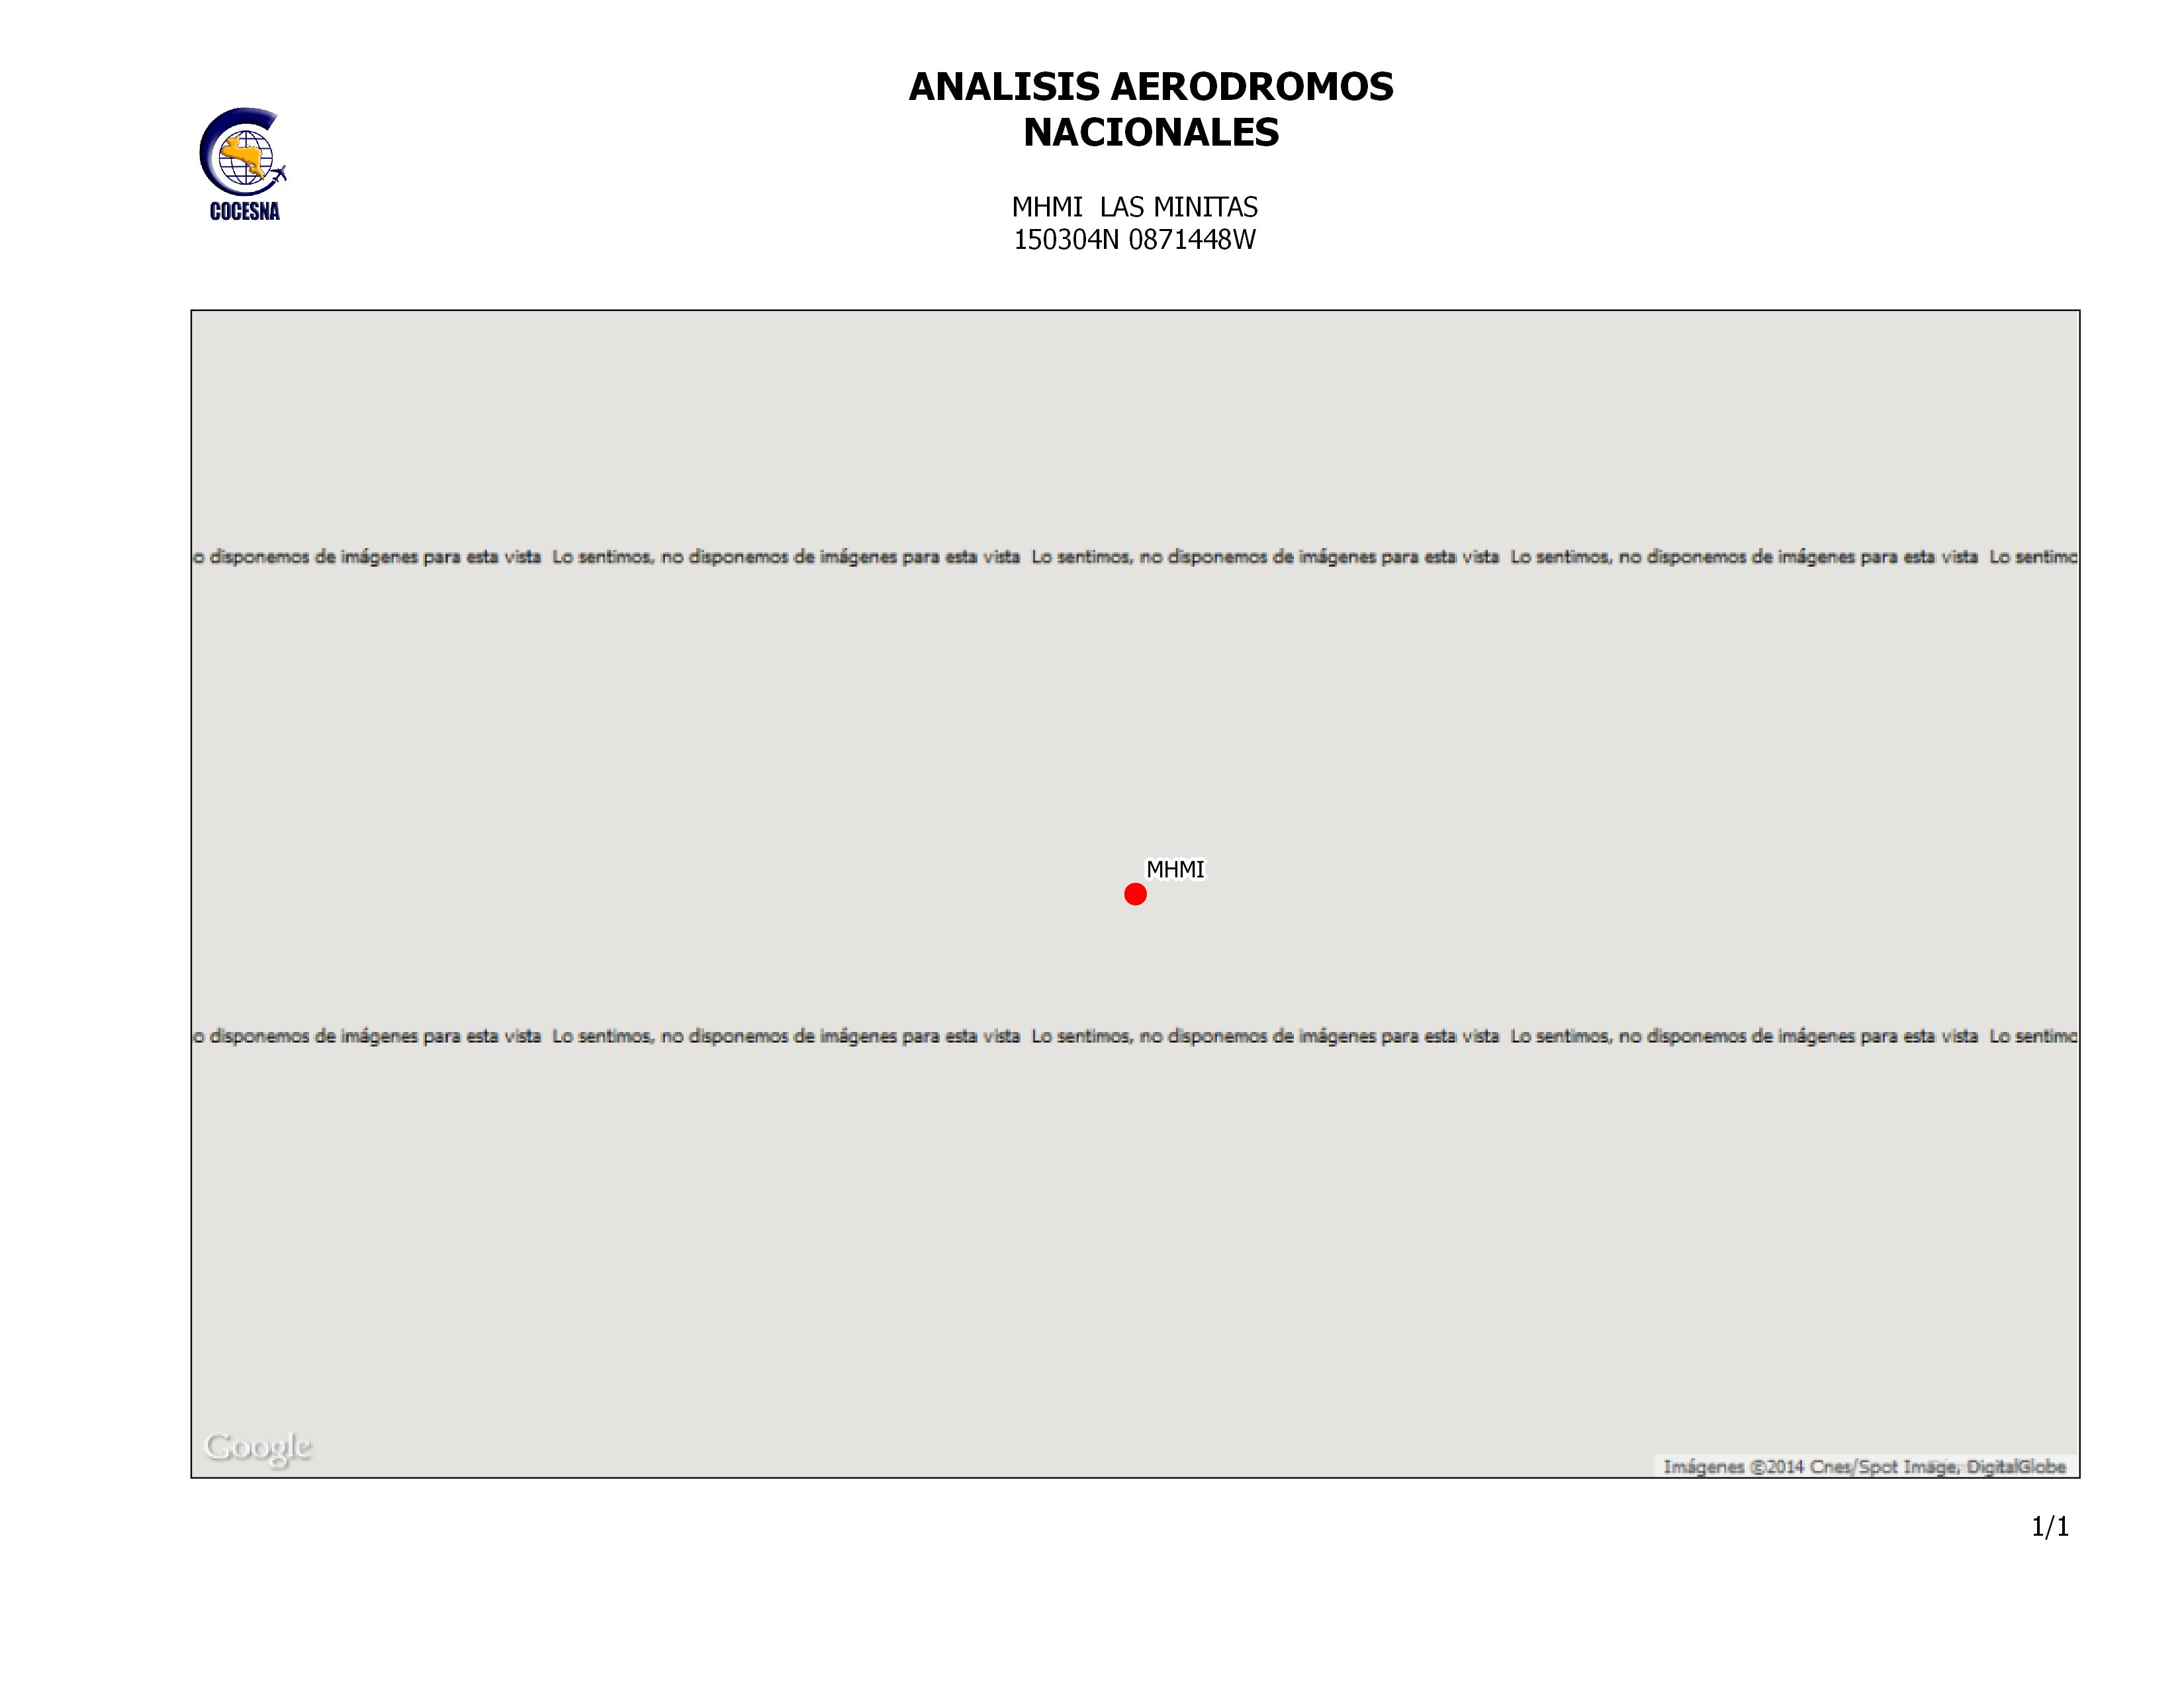 ANALISIS AERODROMOS
NACIONALES
COCESNA
MHMI LAS MINITAS
150304N 0871448W
o disponemos de imágenes para esta vista Lo sentimos, no disponemos de imágenes para esta vista Lo sentimos, no disponemos de imágenes para esta vista Lo sentimos, no disponemos de imágenes para esta vista Lo sentimo
MHMI
o disponemos de imágenes para esta vista Lo sentimos, no disponemos de imágenes para esta vista Lo sentimos, no disponemos de imágenes para esta vista Lo sentimos, no disponemos de imágenes para esta vista Lo sentimo
Google
Imágenes ©2014 Cnes/Spot Image, DigitalGlobe
1/1